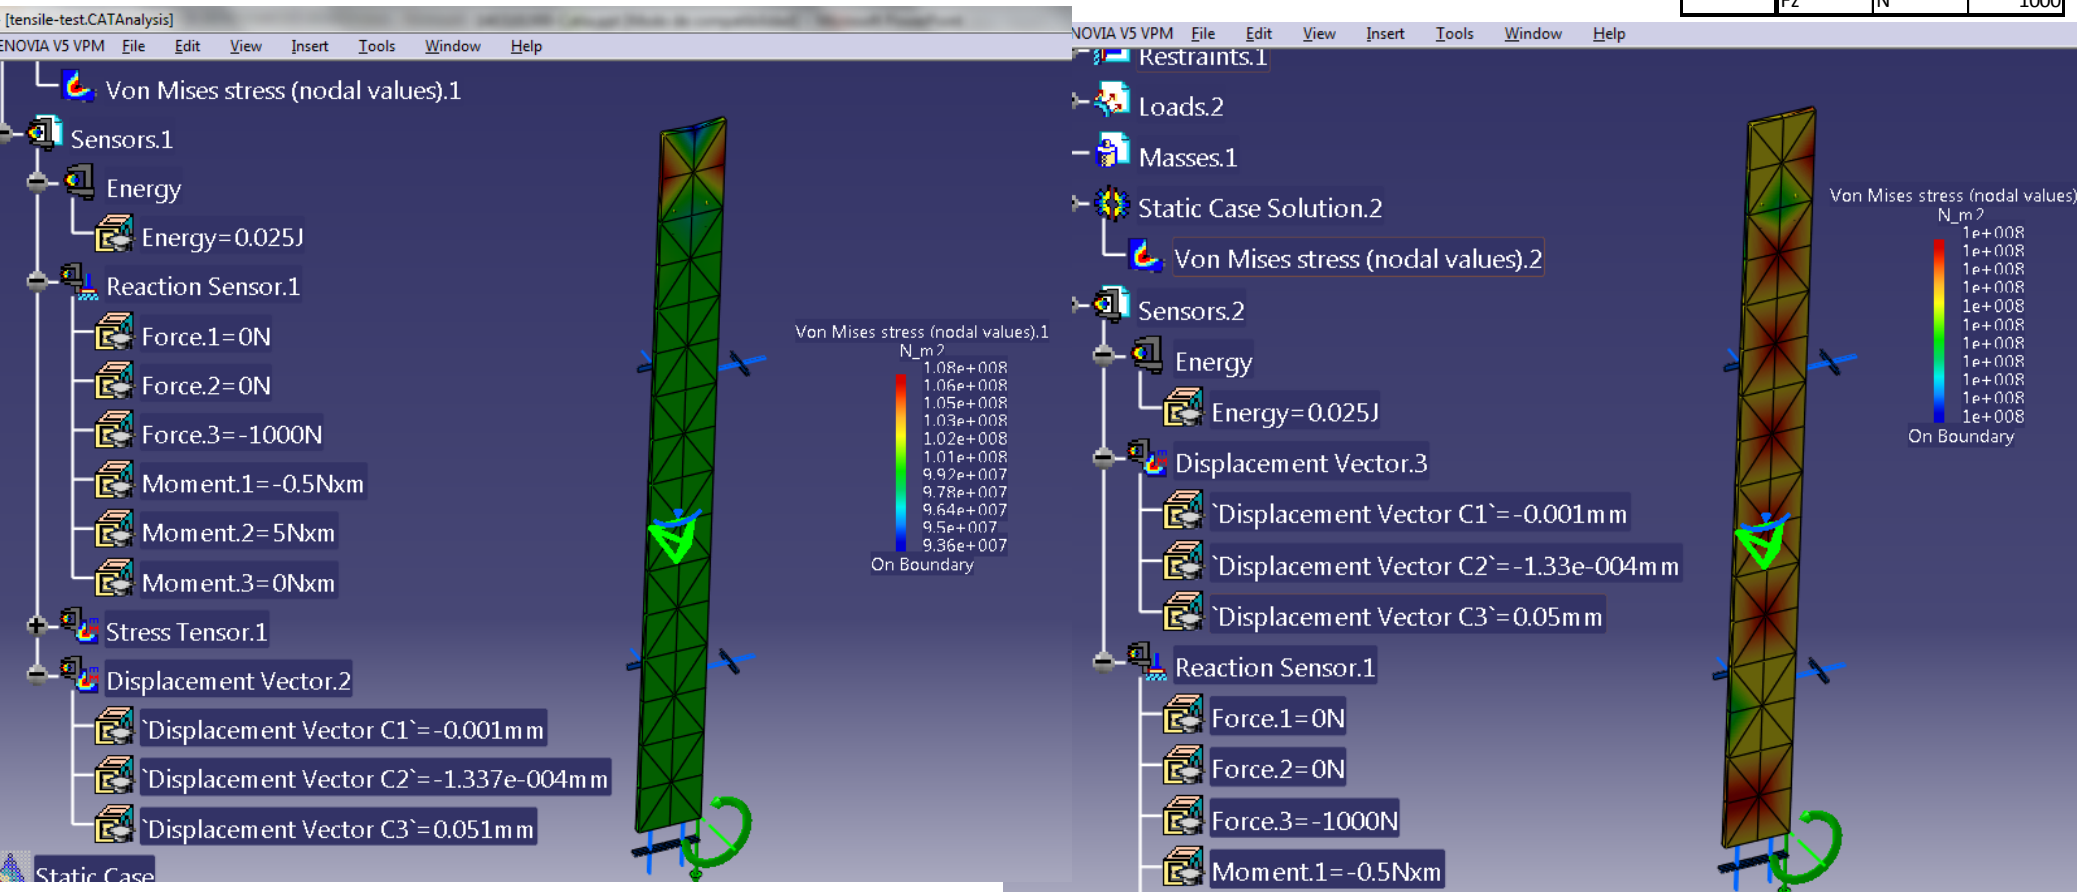 [tensile-test.CATAnalysis]
ENOVIA V5 VPM File Edit View Insert Tools Window Help
Von Mises stress (nodal values).1
Sensors.1
Energy
Energy=0.025J
Reaction Sensor.1
Force.1=0N
Force.2=0N
Force.3=-1000N
Moment.1=-0.5Nxm
Moment.2=5Nxm
Moment.3=0Nxm
Stress Tensor.1
Displacement Vector.2
`Displacement Vector C1`=-0.001mm
`Displacement Vector C2`=-1.337e-004mm
`Displacement Vector C3`=0.051mm
Static Case
Von Mises stress (nodal values).1
N_m2
1.08e+008
1.06e+008
1.05e+008
1.03e+008
1.02e+008
1.01e+008
9.92e+007
9.78e+007
9.64e+007
9.5e+007
9.36e+007
On Boundary
Fz N 1000
NOVIA V5 VPM File Edit View Insert Tools Window Help
Restraints.1
Loads.2
Masses.1
Static Case Solution.2
Von Mises stress (nodal values).2
Sensors.2
Energy
Energy=0.025J
Displacement Vector.3
`Displacement Vector C1`=-0.001mm
`Displacement Vector C2`=-1.33e-004mm
`Displacement Vector C3`=0.05mm
Reaction Sensor.1
Force.1=0N
Force.2=0N
Force.3=-1000N
Moment.1=-0.5Nxm
Von Mises stress (nodal values)
N_m2
1e+008
1e+008
1e+008
1e+008
1e+008
1e+008
1e+008
1e+008
1e+008
1e+008
1e+008
On Boundary